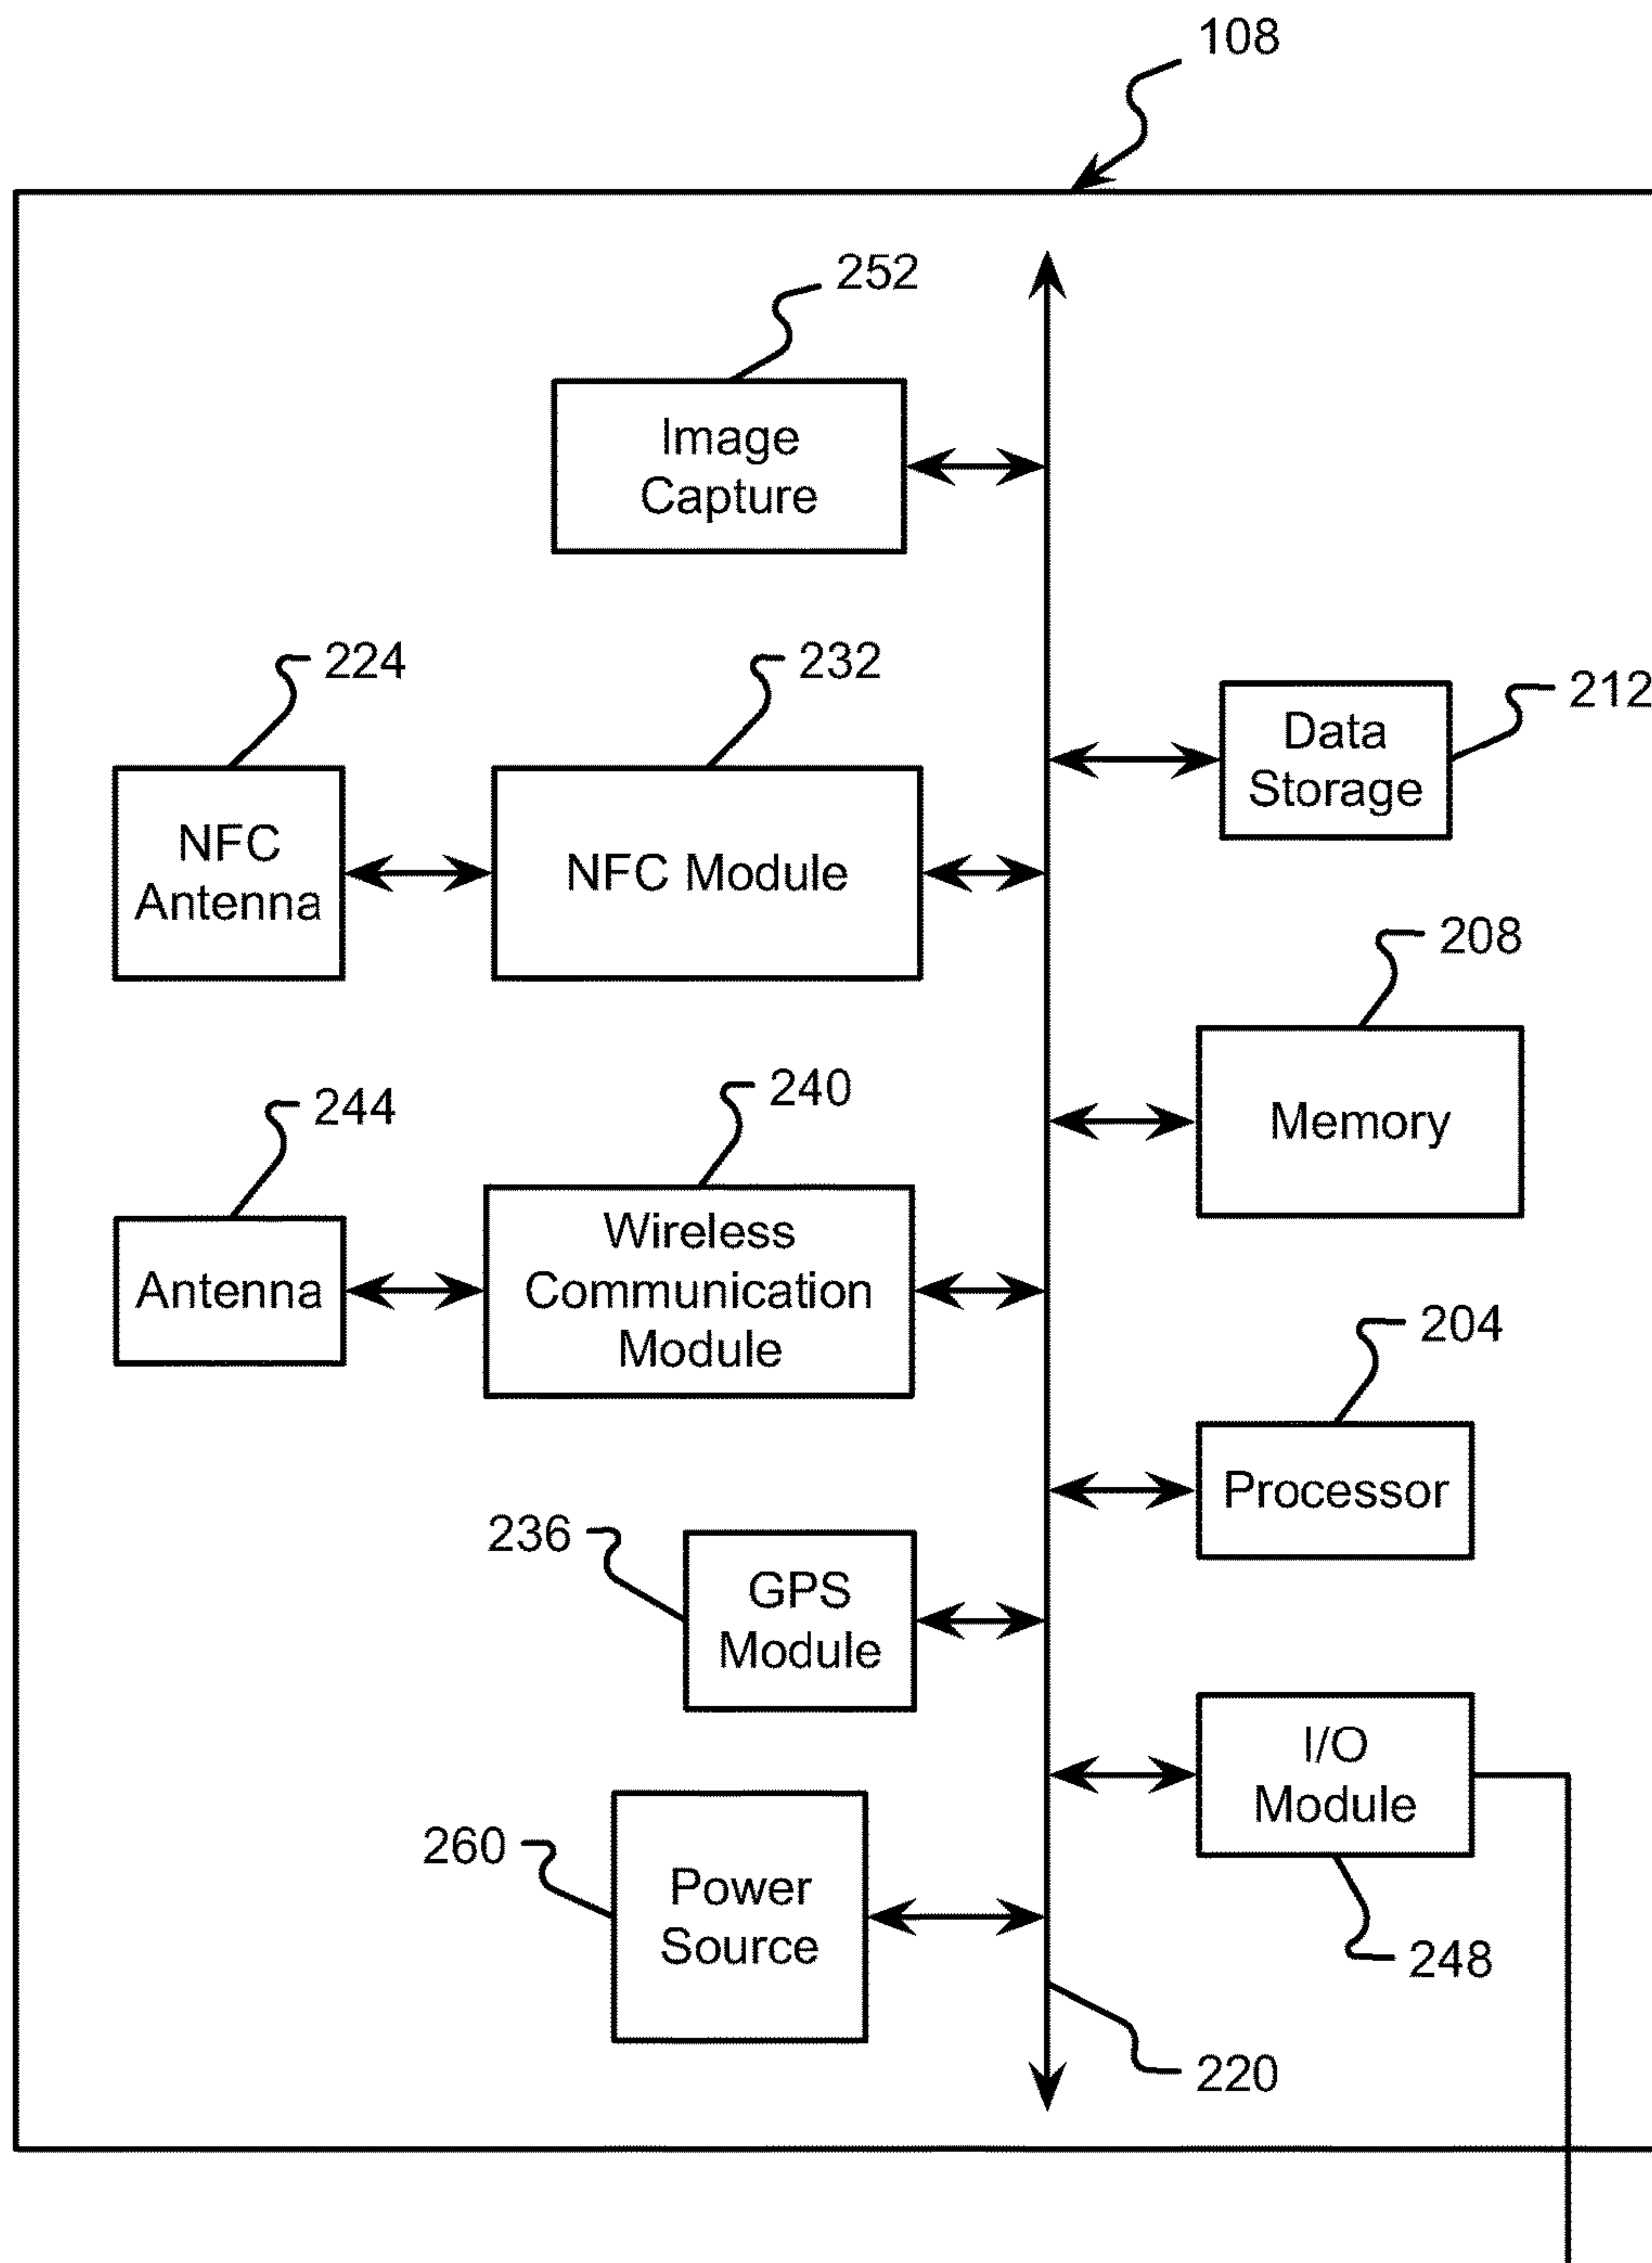 108
252
Image
Capture
224
232
212
Data
Storage
NFC
Antenna
NFC Module
208
Memory
244
240
Antenna
Wireless
Communication
Module
204
Processor
236
GPS
Module
I/O
Module
260
Power
Source
248
220